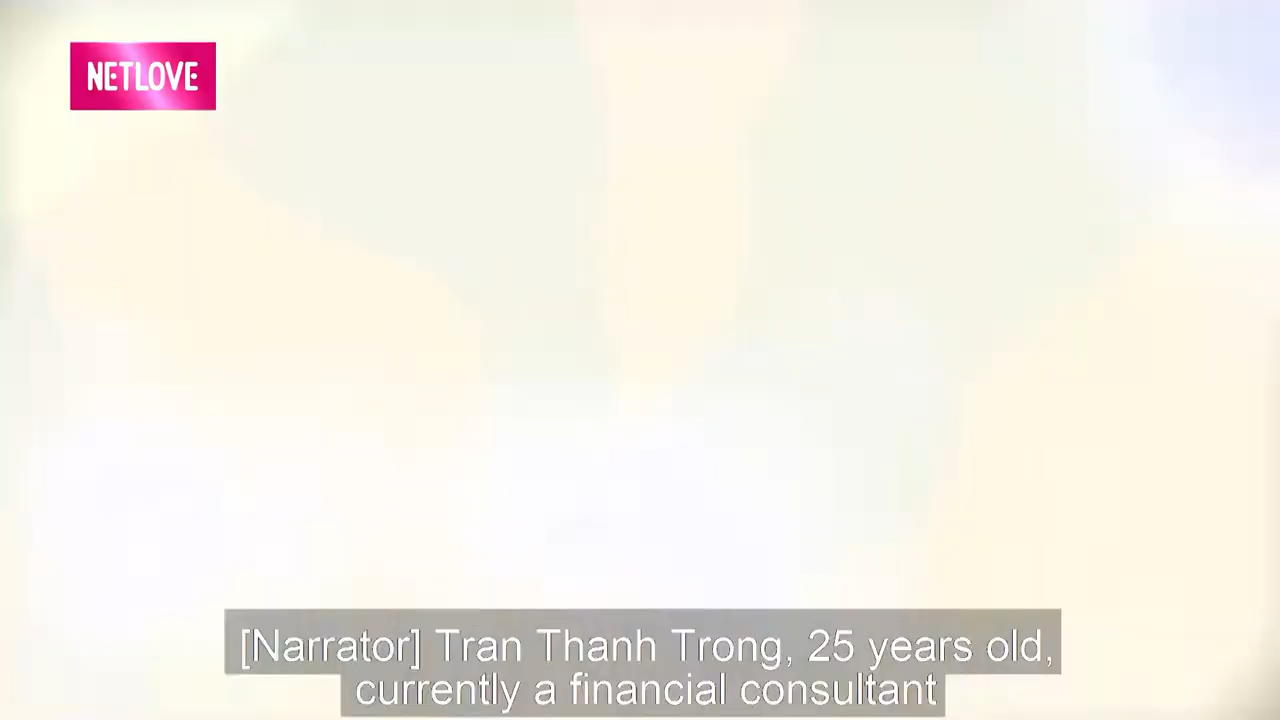 NETLOVE
[Narrator] Tran Thanh Trong, 25 years old,
currently a financial consultant